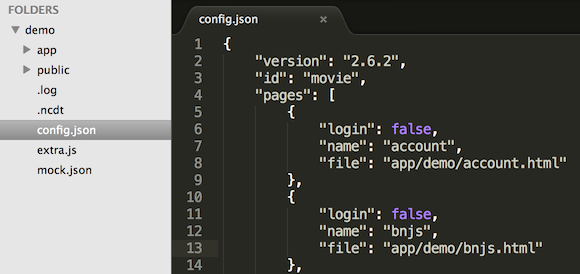 FOLDERS
demo
app
public
.log
.ncdt
config.json
extra.js
mock.json
config.json ×
1 {
2 "version": "2.6.2",
3 "id": "movie",
4 "pages": [
5 {
6 "login": false,
7 "name": "account",
8 "file": "app/demo/account.html"
9 },
10 {
11 "login": false,
12 "name": "bnjs",
13 "file": "app/demo/bnjs.html"
14 },